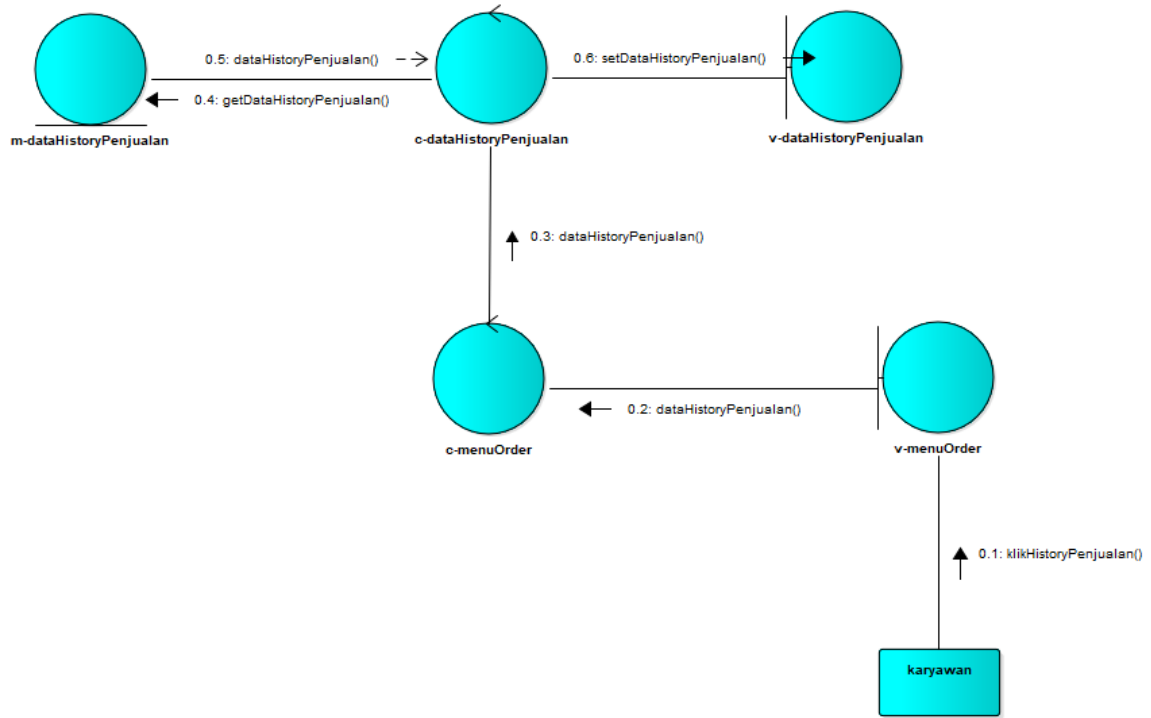 0.5: dataHistoryPenjualan()
0.6: setDataHistoryPenjualan()
0.4: getDataHistoryPenjualan()
m-dataHistoryPenjualan
c-dataHistoryPenjualan
v-dataHistoryPenjualan
0.3: dataHistoryPenjualan()
0.2: dataHistoryPenjualan()
c-menuOrder
v-menuOrder
0.1: klikHistoryPenjualan()
karyawan